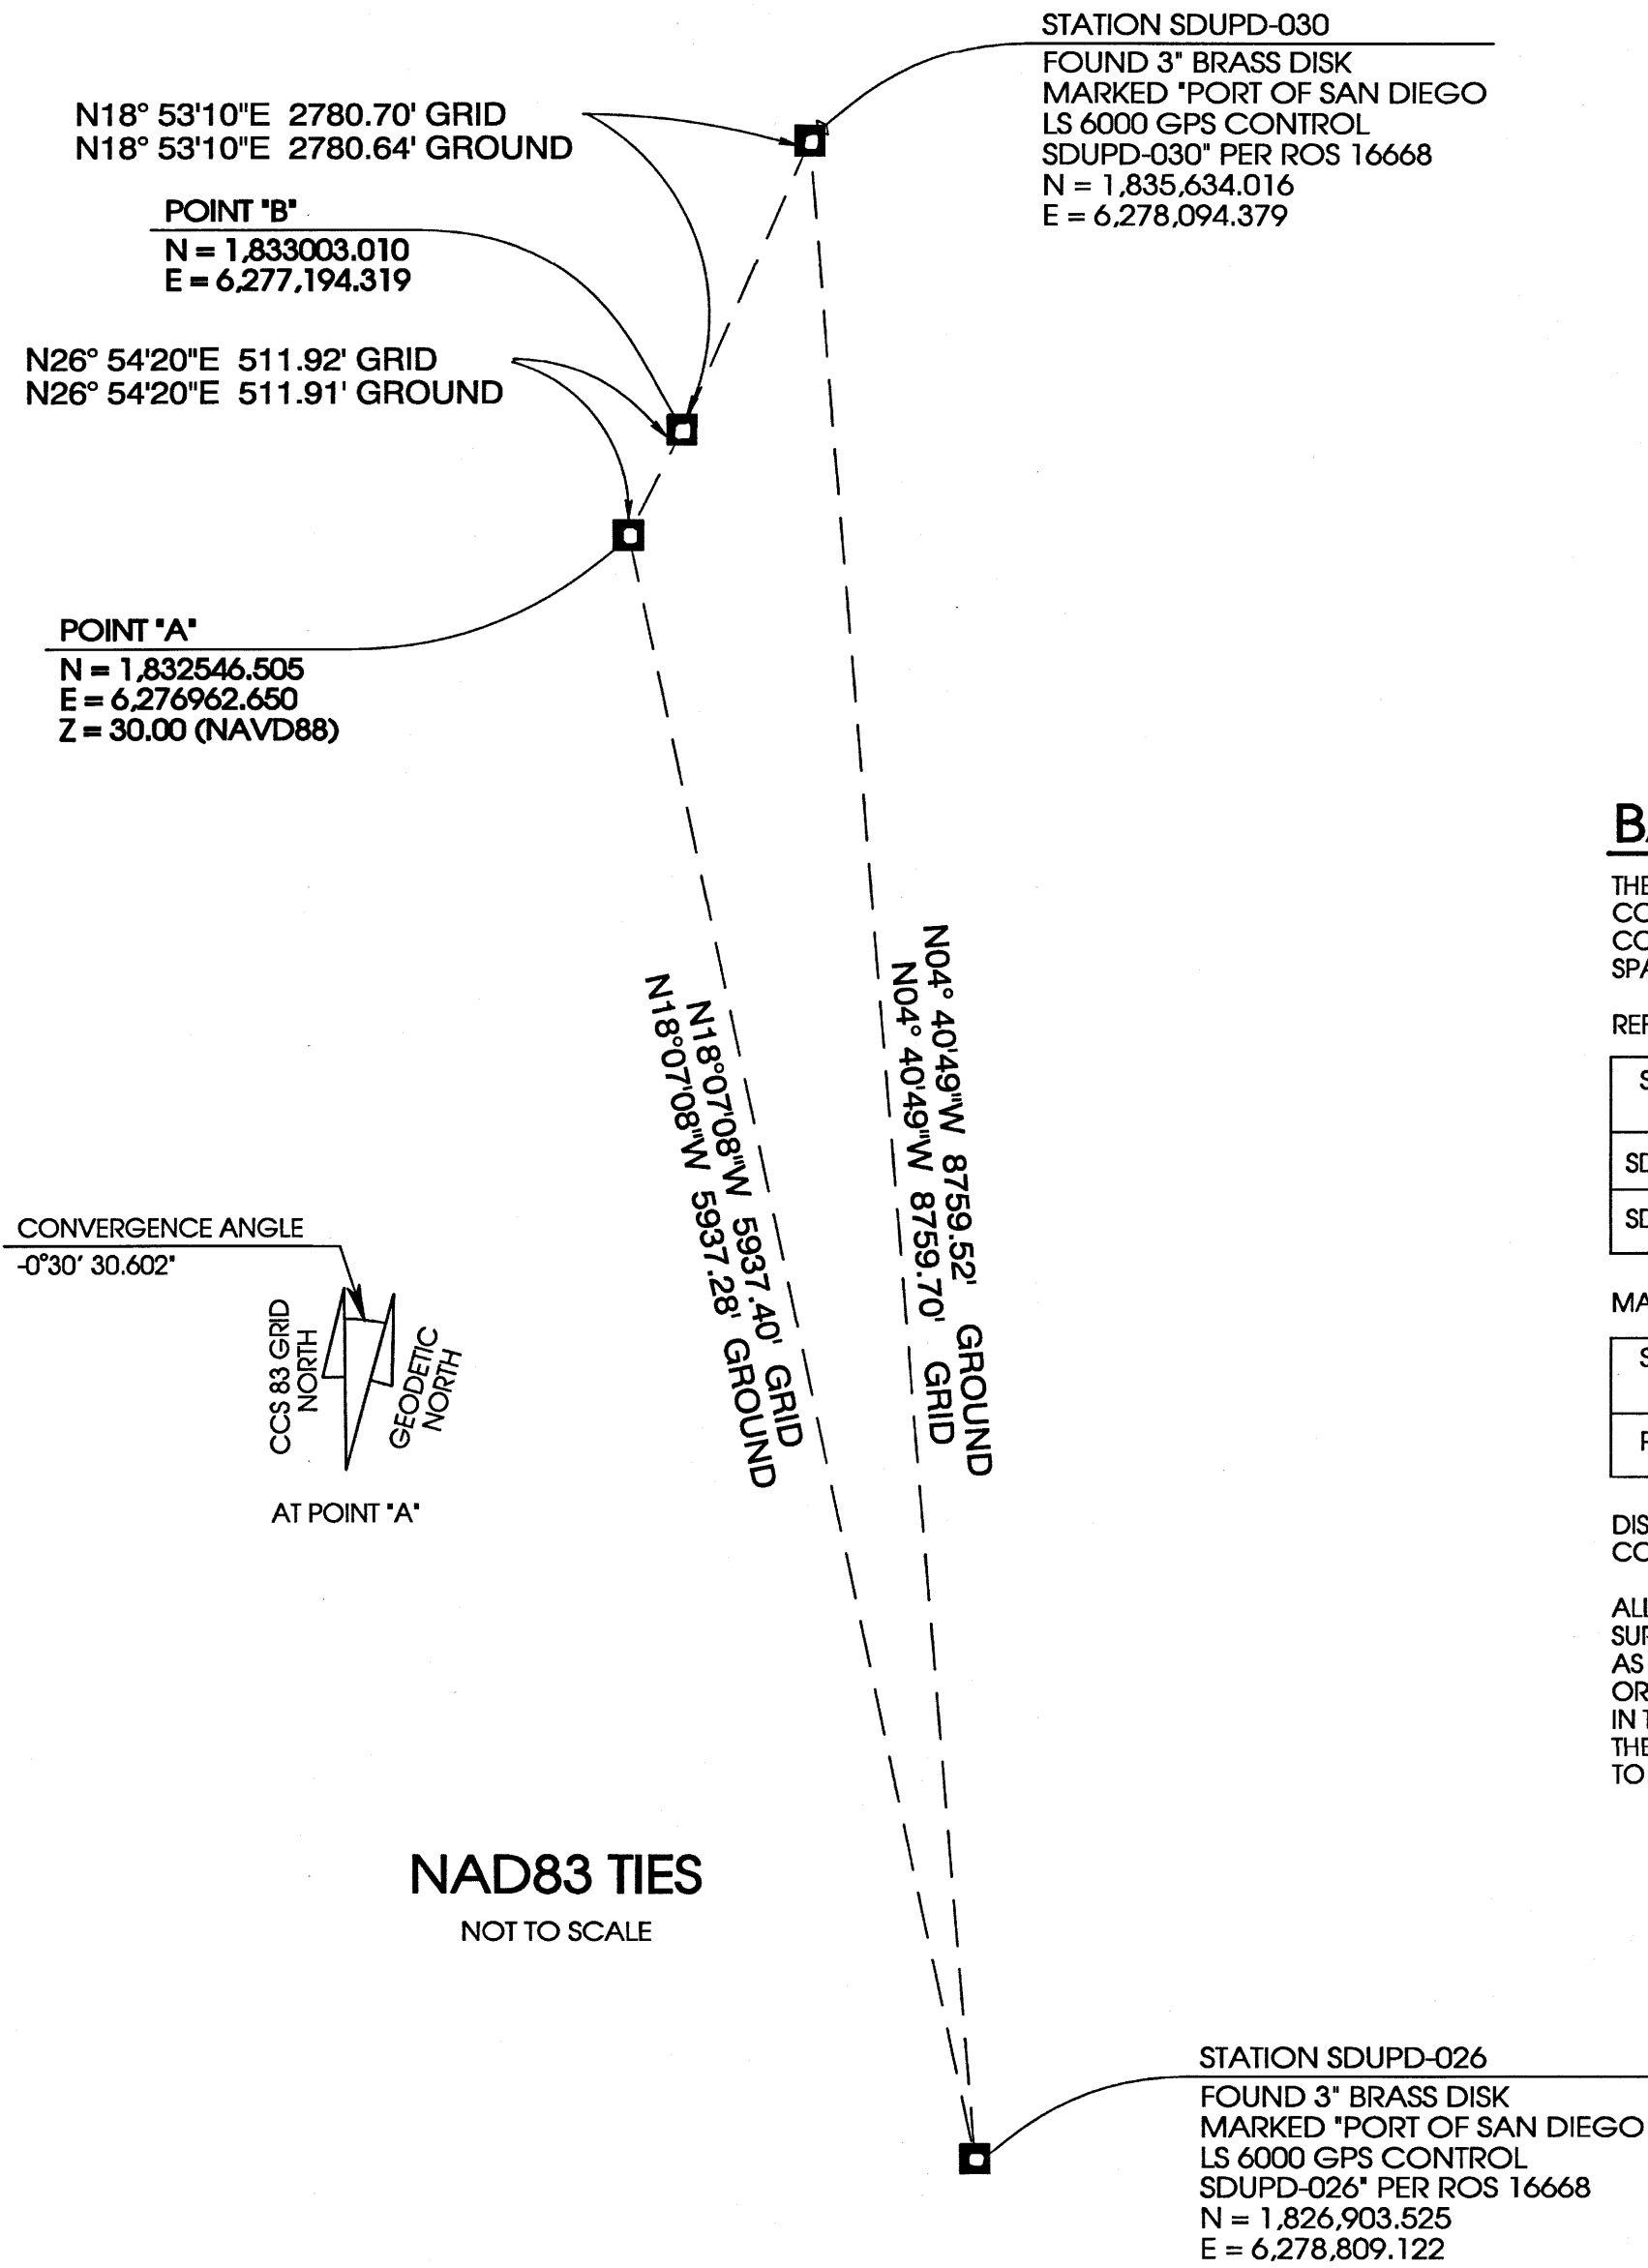 STATION SDUPD-030
FOUND 3" BRASS DISK
MARKED "PORT OF SAN DIEGO
LS 6000 GPS CONTROL
SDUPD-030" PER ROS 16668
N = 1,835,634.016
E = 6,278,094.379
N18° 53'10"E 2780.70' GRID
N18° 53'10"E 2780.64' GROUND
POINT "B"
N = 1,833003.010
E = 6,277,194.319
N26° 54'20"E 511.92' GRID
N26° 54'20"E 511.91' GROUND
POINT "A"
N = 1,832546.505
E = 6,276962.650
Z = 30.00 (NAVD88)
N04° 40'49"W 8759.52' GROUND
N04° 40'49"W 8759.70' GRID
N18°07'08"W 5937.40' GRID
N18°07'08"W 5937.28' GROUND
CONVERGENCE ANGLE
-0°30' 30.602"
CCS 83 GRID
NORTH
GEODETIC
NORTH
AT POINT "A"
NAD83 TIES
NOT TO SCALE
STATION SDUPD-026
FOUND 3" BRASS DISK
MARKED "PORT OF SAN DIEGO
LS 6000 GPS CONTROL
SDUPD-026" PER ROS 16668
N = 1,826,903.525
E = 6,278,809.122
THE
AS
TO